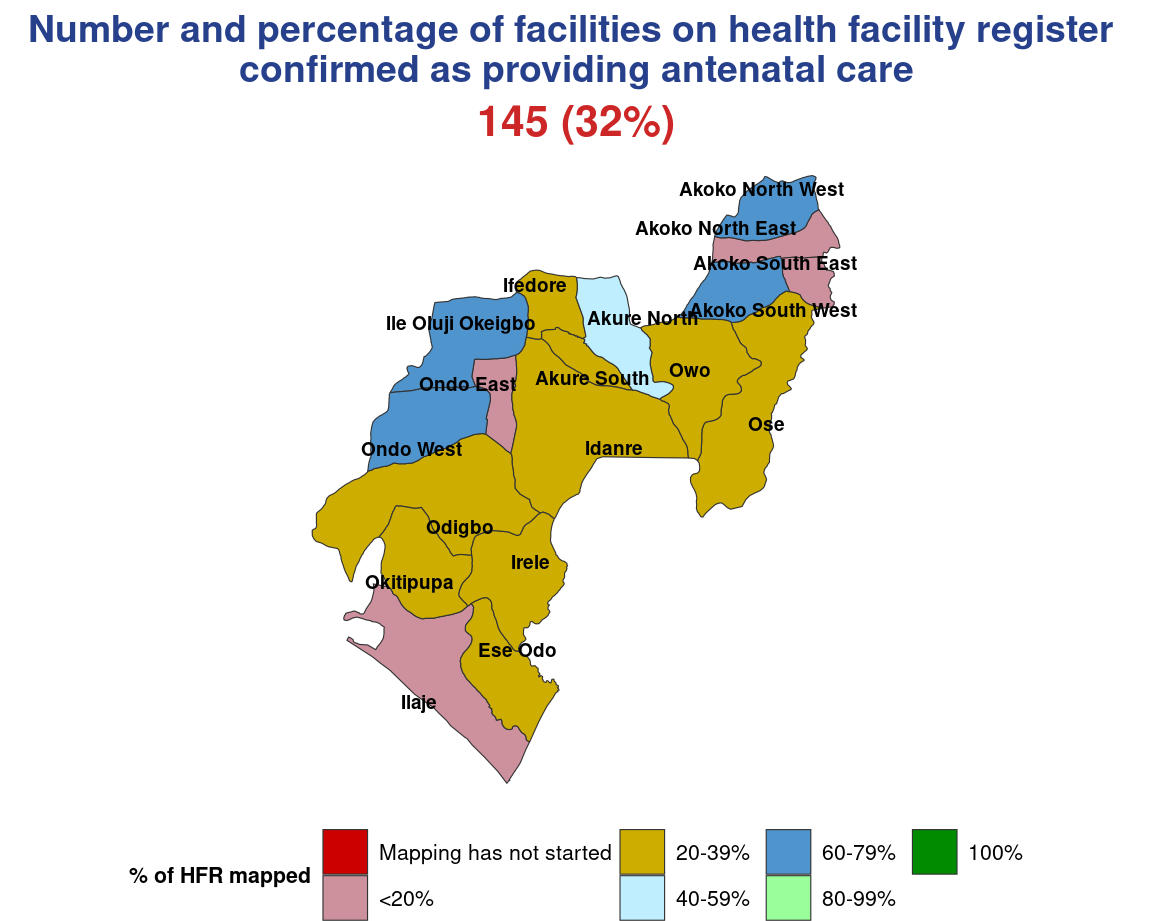 Number and percentage of facilities on health facility register
confirmed as providing antenatal care
145 (32%)
Akoko North West
Akoko North East
Akoko South East
Ifedore
Akoko South West
Akure North
Ile Oluji Okeigbo
Owo
Akure South
Ondo East
Ose
Idanre
Ondo West
Odigbo
Irele
Okitipupa
Ese Odo
Ilaje
% of HFR mapped
Mapping has not started
<20%
20-39%
40-59%
60-79%
80-99%
100%